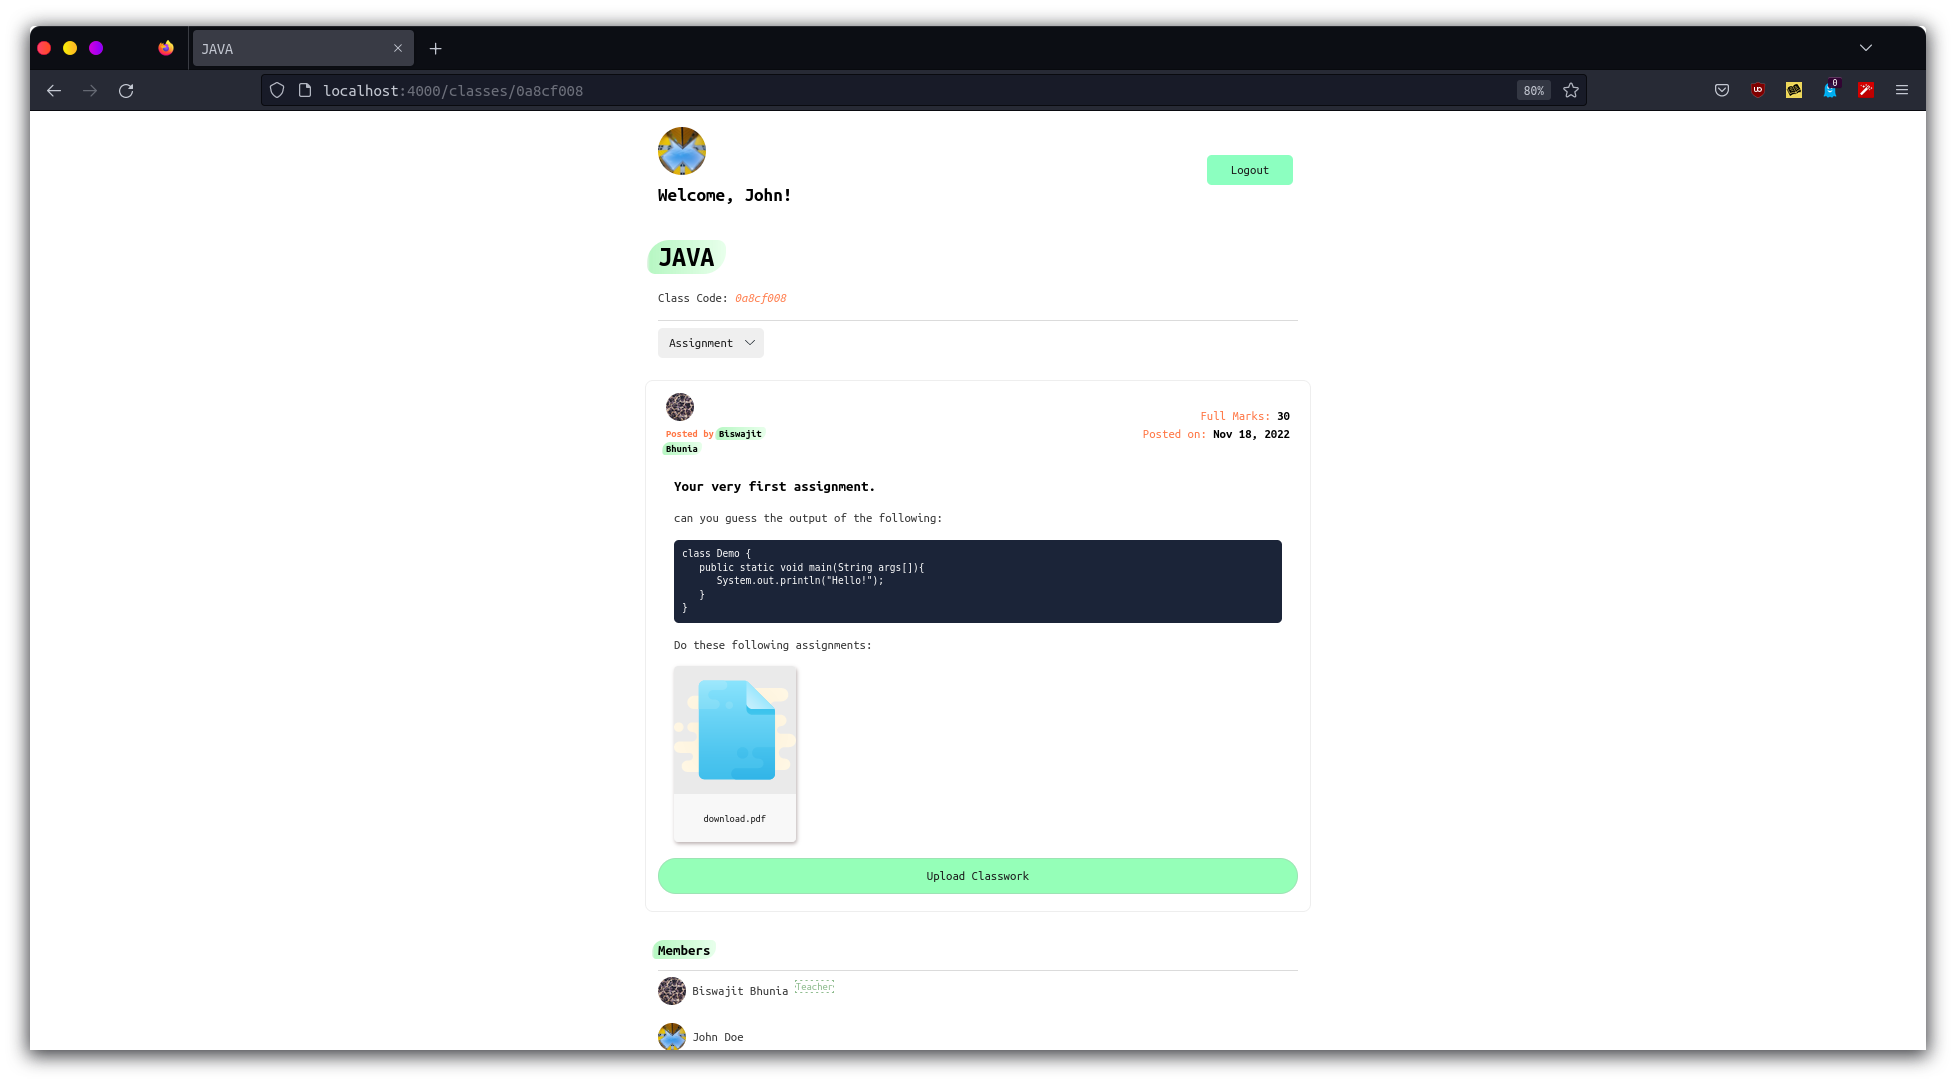 JAVA
localhost:4000/classes/0a8cf008
80%
0
Logout
Welcome, John!
JAVA
Class Code: 0a8cf008
Assignment
Full Marks: 30
Posted by Biswajit
Bhunia
Posted on: Nov 18, 2022
Your very first assignment.
can you guess the output of the following:
class Demo {
   public static void main(String args[]){
      System.out.println("Hello!");
   }
}
Do these following assignments:
download.pdf
Upload Classwork
Members
Biswajit Bhunia Teacher
John Doe